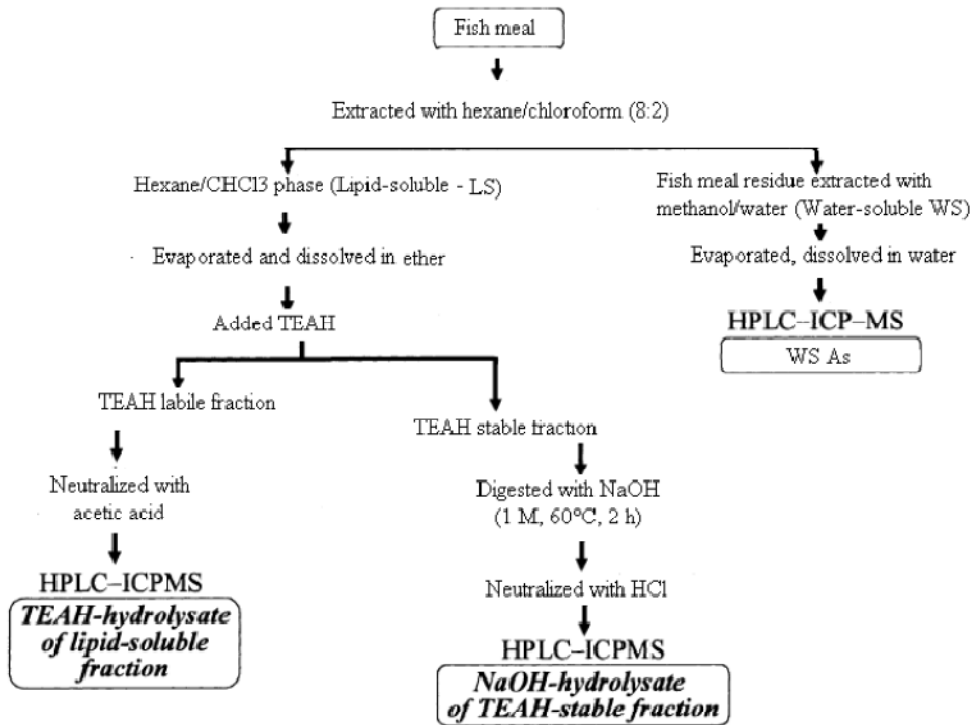 Fish meal
Extracted with hexane/chloroform (8:2)
Hexane/CHCl3 phase (Lipid-soluble - LS)
Evaporated and dissolved in ether
Added TEAH
Fish meal residue extracted with
methanol/water (Water-soluble WS)
Evaporated, dissolved in water
HPLC–ICP–MS
WS As
TEAH labile fraction
Neutralized with
acetic acid
HPLC–ICPMS
TEAH-hydrolysate
of lipid-soluble
fraction
TEAH stable fraction
Digested with NaOH
(1 M, 60°C, 2 h)
Neutralized with HCl
HPLC–ICPMS
NaOH-hydrolysate
of TEAH-stable fraction